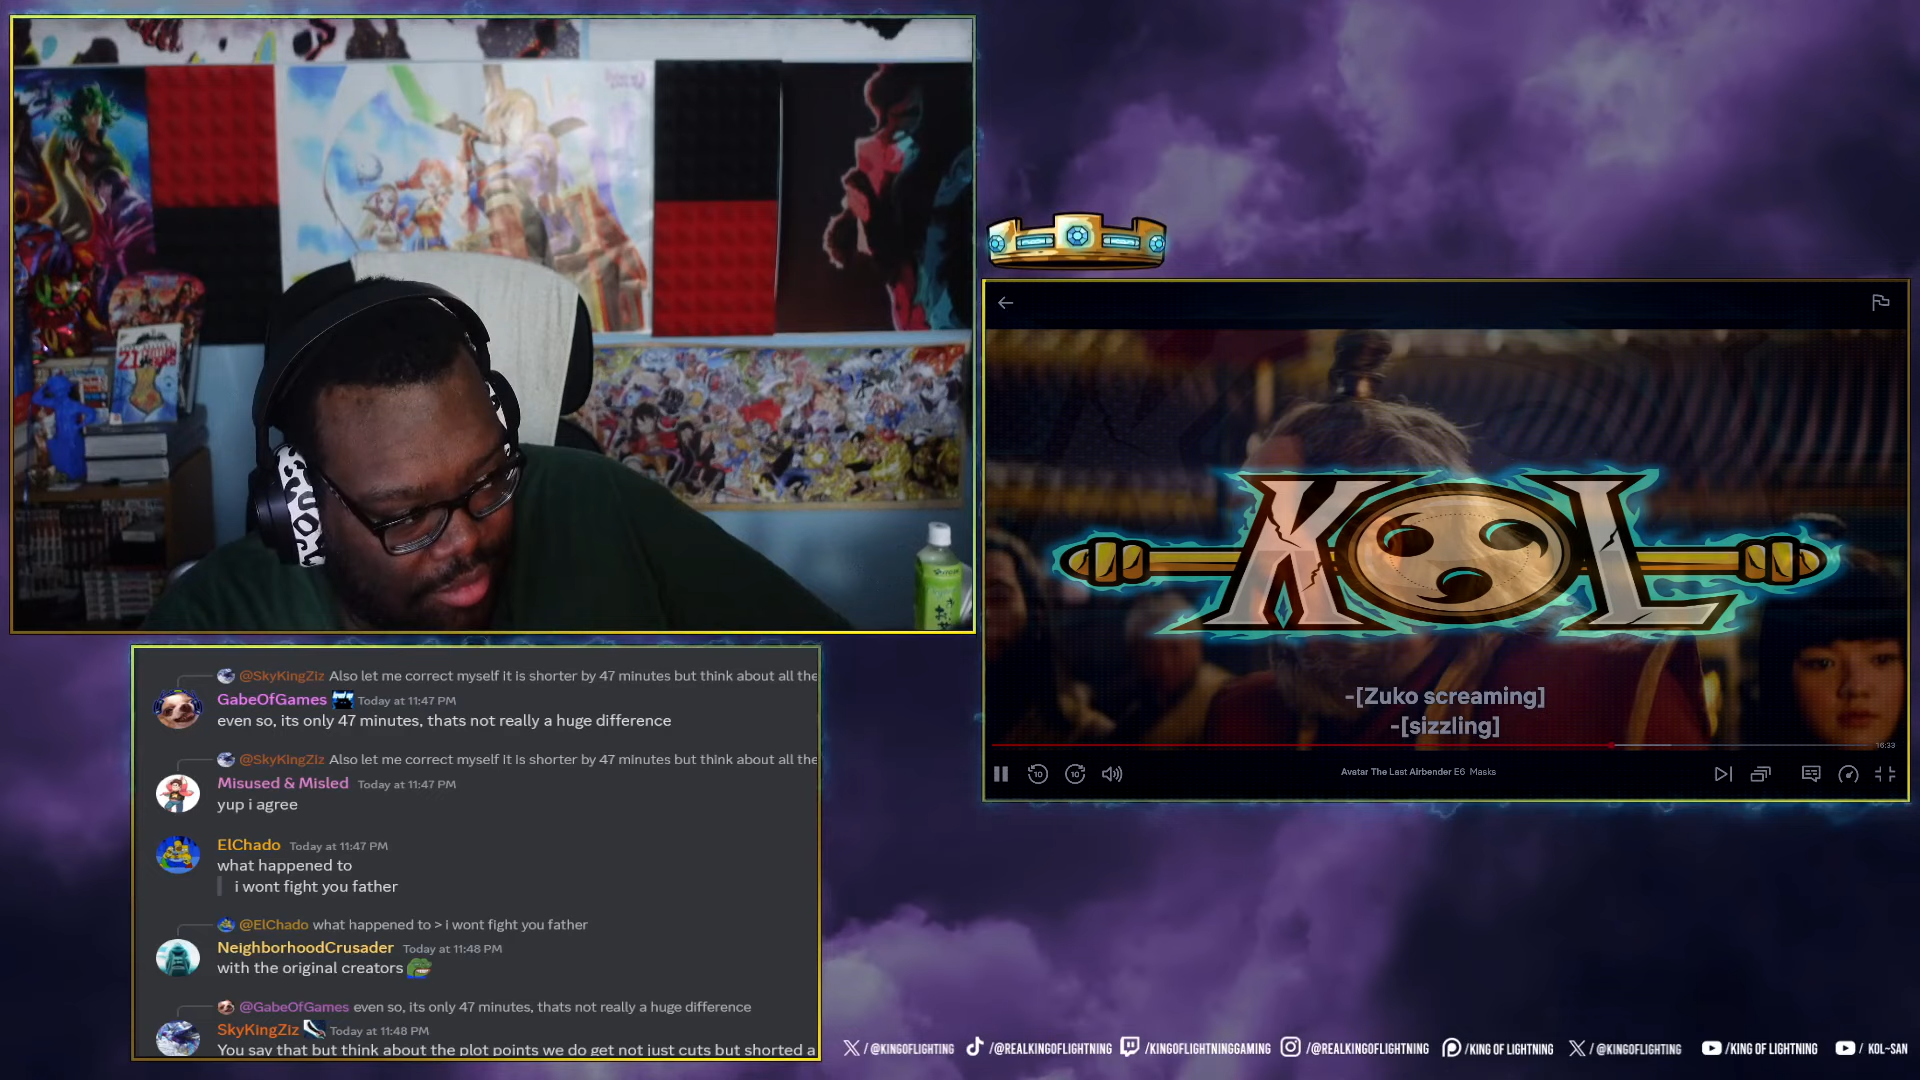 21
@SkyKingZiz Also let me correct myself it is shorter by 47 minutes but think about all the
GabeOfGames Today at 11:47 PM
even so, its only 47 minutes, thats not really a huge difference
@SkyKingZiz Also let me correct myself it is shorter by 47 minutes but think about all the
Misused & Misled Today at 11:47 PM
yup i agree
ElChado Today at 11:47 PM
what happened to
i wont fight you father
@ElChado what happened to > i wont fight you father
NeighborhoodCrusader Today at 11:48 PM
with the original creators
@GabeOfGames even so, its only 47 minutes, thats not really a huge difference
SkyKingZiz Today at 11:48 PM
You say that but think about the plot points we do get not just cuts but shorted a
KOL
-[Zuko screaming]
-[sizzling]
16:33
10
10
Avatar The Last Airbender E6 Masks
/@KINGOFLIGHTING
/@REALKINGOFLIGHTNING
/KINGOFLIGHTNINGGAMING
/@REALKINGOFLIGHTNING
/KING OF LIGHTNING
/@KINGOFLIGHTING
/KING OF LIGHTNING
/ KOL-SAN